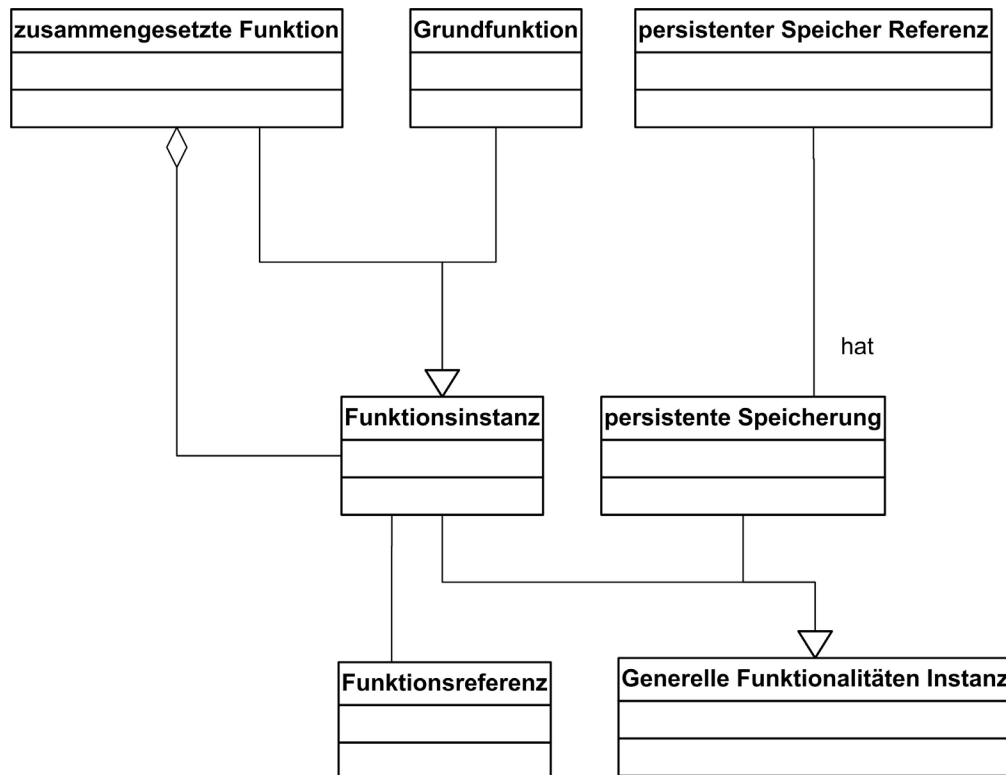 zusammengesetzte Funktion
Grundfunktion
persistenter Speicher Referenz
hat
Funktionsinstanz
persistente Speicherung
Funktionsreferenz
Generelle Funktionalitäten Instanz